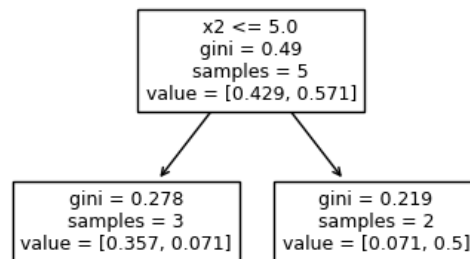 x2 <= 5.0
gini = 0.49
samples = 5
value = [0.429, 0.571]
gini = 0.278
samples = 3
value = [0.357, 0.071]
gini = 0.219
samples = 2
value = [0.071, 0.5]